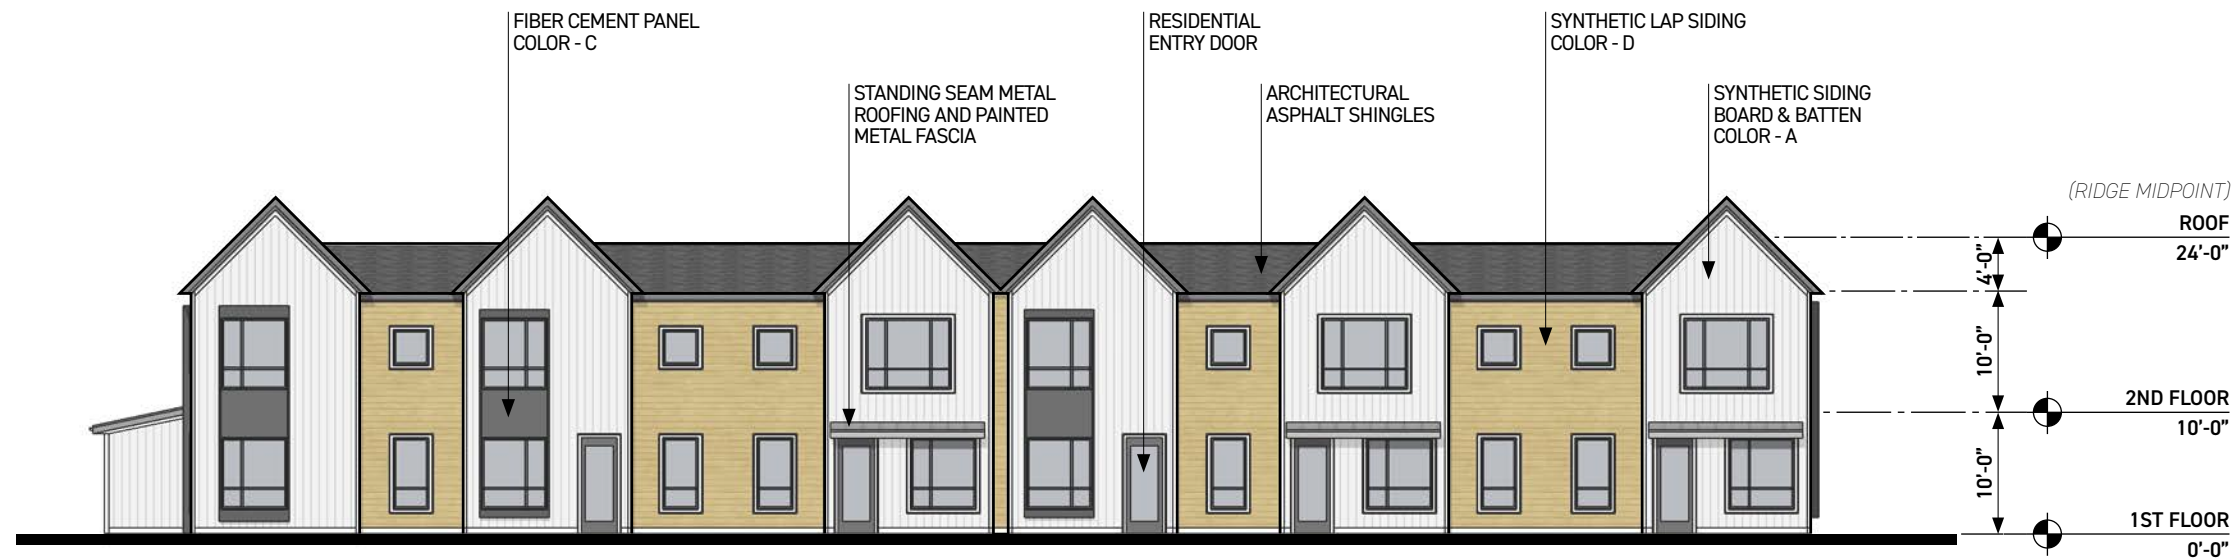 FIBER CEMENT PANEL
COLOR - C
RESIDENTIAL
ENTRY DOOR
SYNTHETIC LAP SIDING
COLOR - D
STANDING SEAM METAL
ROOFING AND PAINTED
METAL FASCIA
ARCHITECTURAL
ASPHALT SHINGLES
SYNTHETIC SIDING
BOARD & BATTEN
COLOR - A
(RIDGE MIDPOINT)
ROOF
24'-0"
4'-0"
10'-0"
2ND FLOOR
10'-0"
10'-0"
1ST FLOOR
0'-0"